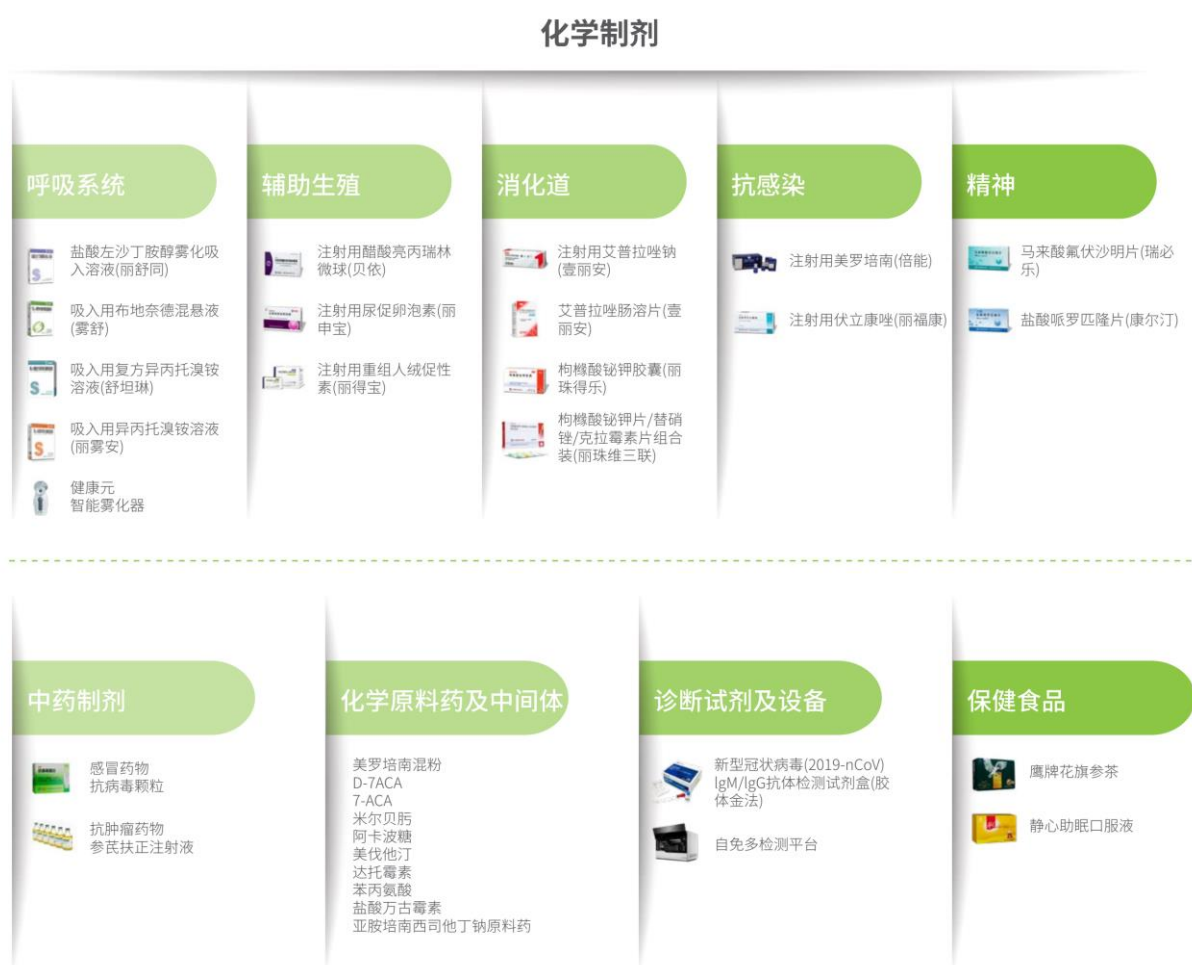 化学制剂
呼吸系统
盐酸左沙丁胺醇雾化吸
入溶液(丽舒同)
吸入用布地奈德混悬液
(雾舒)
吸入用复方异丙托溴铵
溶液(舒坦琳)
吸入用异丙托溴铵溶液
(丽雾安)
健康元
智能雾化器
辅助生殖
注射用醋酸亮丙瑞林
微球(贝依)
注射用尿促卵泡素(丽
申宝)
注射用重组人绒促性
素(丽得宝)
消化道
注射用艾普拉唑钠
(壹丽安)
艾普拉唑肠溶片(壹
丽安)
枸橼酸铋钾胶囊(丽
珠得乐)
枸橼酸铋钾片/替硝
锉/克拉霉素片组合
装(丽珠维三联)
抗感染
注射用美罗培南(倍能)
注射用伏立康唑(丽福康)
精神
马来酸氟伏沙明片(瑞必
乐)
盐酸哌罗匹隆片(康尔汀)
中药制剂
感冒药物
抗病毒颗粒
抗肿瘤药物
参芪扶正注射液
化学原料药及中间体
美罗培南混粉
D-7ACA
7-ACA
米尔贝肟
阿卡波糖
美伐他汀
达托霉素
苯丙氨酸
盐酸万古霉素
亚胺培南西司他丁钠原料药
诊断试剂及设备
新型冠状病毒(2019-nCoV)
IgM/IgG抗体检测试剂盒(胶
体金法)
自免多检测平台
保健食品
鹰牌花旗参茶
静心助眠口服液